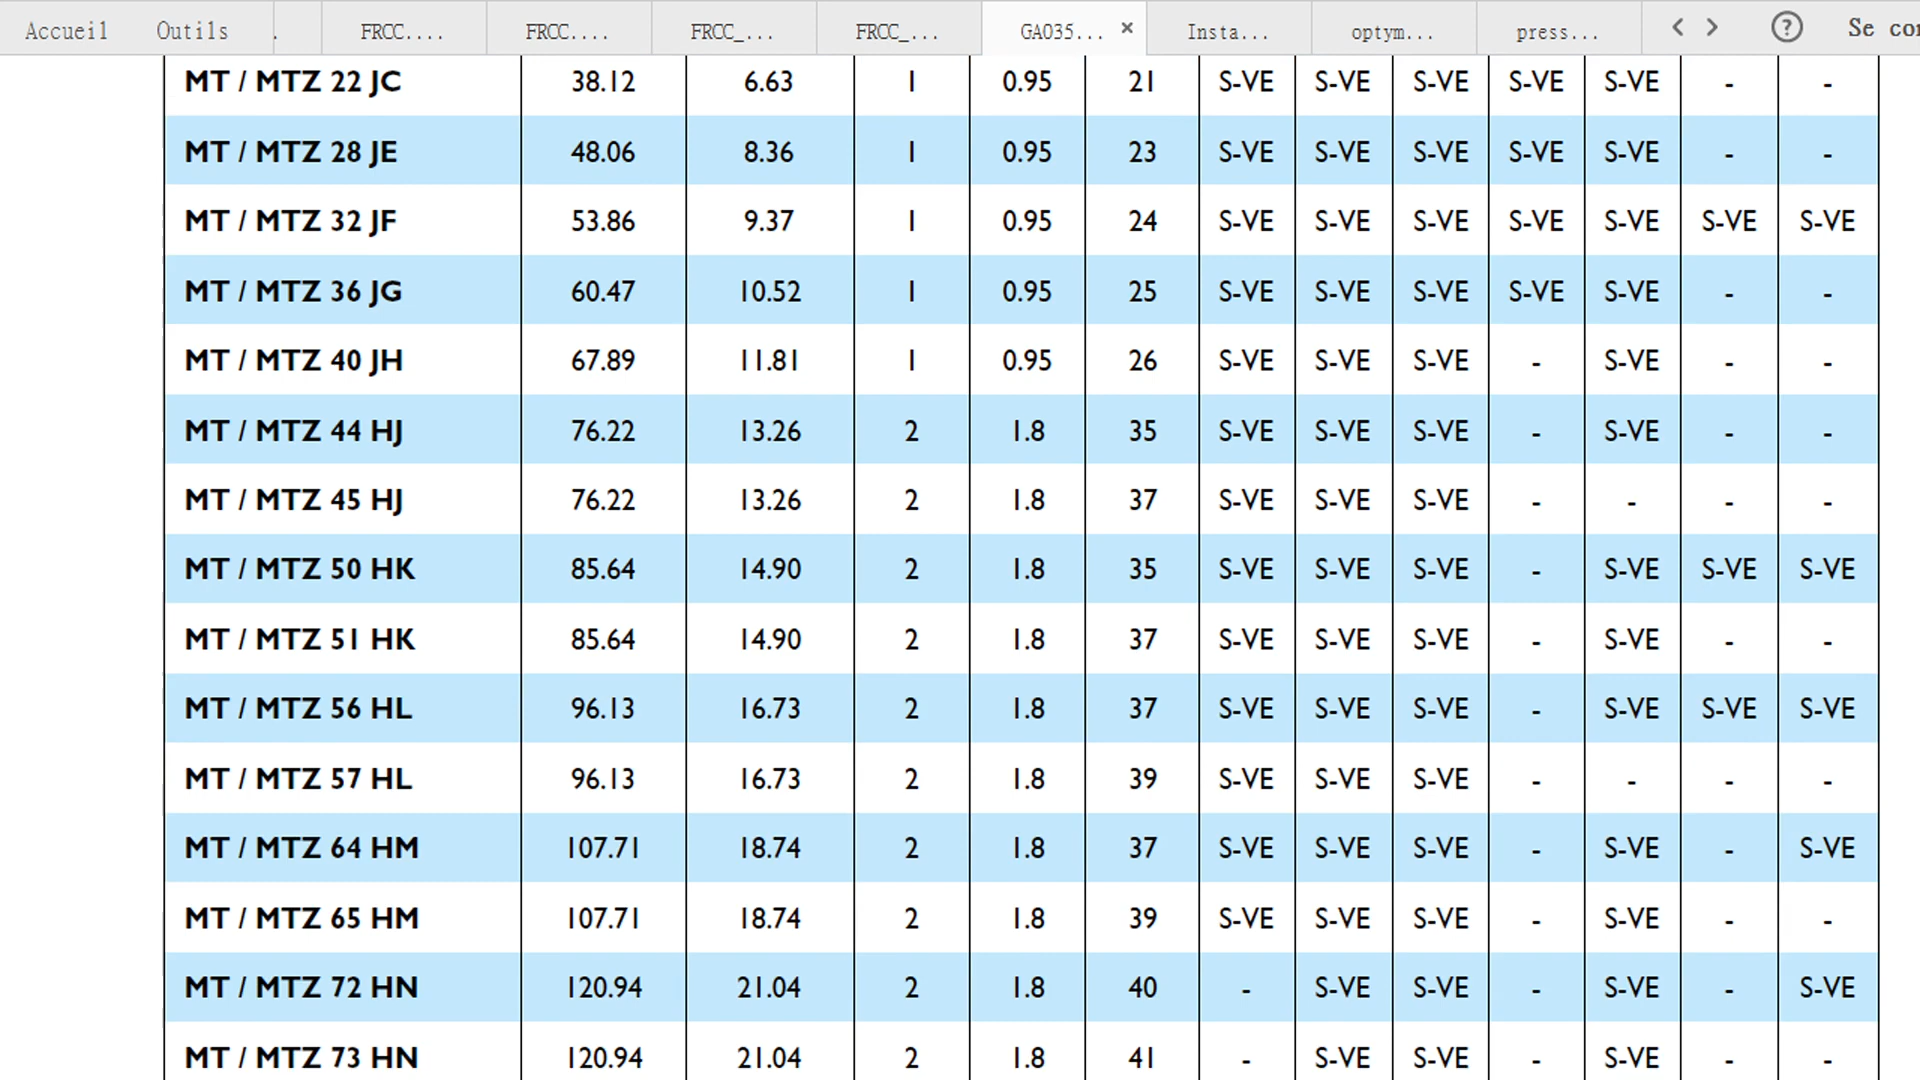 Accueil Outils . FRCC.... FRCC.... FRCC_... FRCC_... GA035... × Insta... optym... press... ? Se con
MT / MTZ 22 JC 38.12 6.63 1 0.95 21 S-VE S-VE S-VE S-VE S-VE - -
MT / MTZ 28 JE 48.06 8.36 1 0.95 23 S-VE S-VE S-VE S-VE S-VE - -
MT / MTZ 32 JF 53.86 9.37 1 0.95 24 S-VE S-VE S-VE S-VE S-VE S-VE S-VE
MT / MTZ 36 JG 60.47 10.52 1 0.95 25 S-VE S-VE S-VE S-VE S-VE - -
MT / MTZ 40 JH 67.89 11.81 1 0.95 26 S-VE S-VE S-VE - S-VE - -
MT / MTZ 44 HJ 76.22 13.26 2 1.8 35 S-VE S-VE S-VE - S-VE - -
MT / MTZ 45 HJ 76.22 13.26 2 1.8 37 S-VE S-VE S-VE - - - -
MT / MTZ 50 HK 85.64 14.90 2 1.8 35 S-VE S-VE S-VE - S-VE S-VE S-VE
MT / MTZ 51 HK 85.64 14.90 2 1.8 37 S-VE S-VE S-VE - S-VE - -
MT / MTZ 56 HL 96.13 16.73 2 1.8 37 S-VE S-VE S-VE - S-VE S-VE S-VE
MT / MTZ 57 HL 96.13 16.73 2 1.8 39 S-VE S-VE S-VE - - - -
MT / MTZ 64 HM 107.71 18.74 2 1.8 37 S-VE S-VE S-VE - S-VE - S-VE
MT / MTZ 65 HM 107.71 18.74 2 1.8 39 S-VE S-VE S-VE - S-VE - -
MT / MTZ 72 HN 120.94 21.04 2 1.8 40 - S-VE S-VE - S-VE - S-VE
MT / MTZ 73 HN 120.94 21.04 2 1.8 41 - S-VE S-VE - S-VE - -